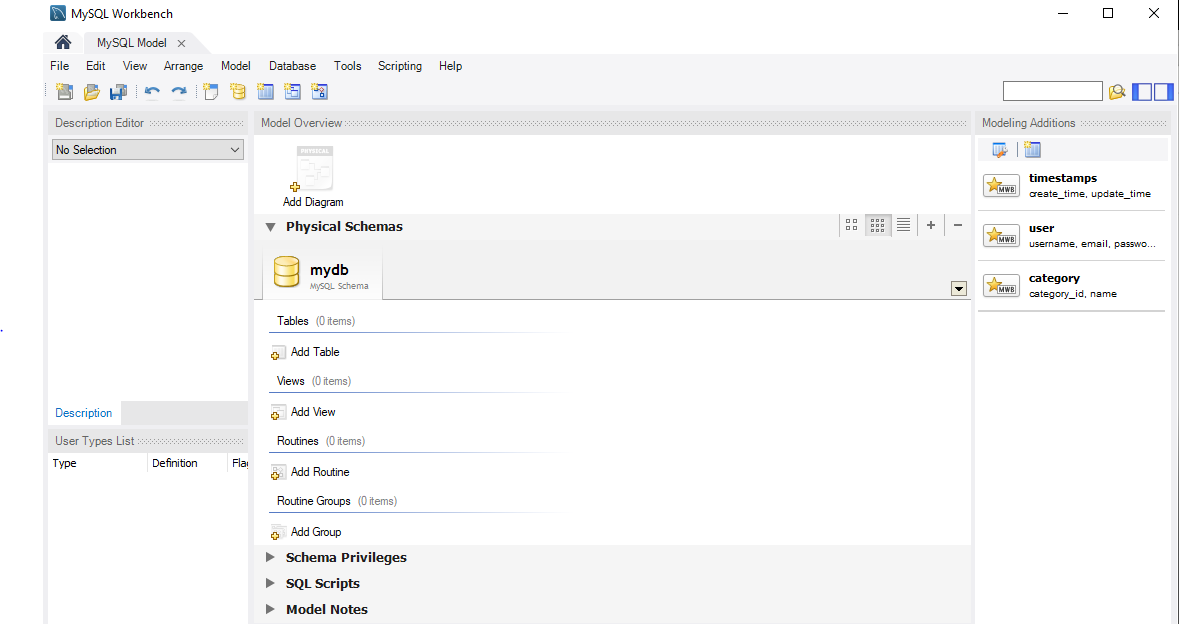 MySQL Workbench
MySQL Model
File Edit View Arrange Model Database Tools Scripting Help
Description Editor
No Selection
Description
User Types List
Type Definition Flag
Model Overview
PHYSICAL
Add Diagram
Physical Schemas
mydb
MySQL Schema
Tables (0 items)
Add Table
Views (0 items)
Add View
Routines (0 items)
Add Routine
Routine Groups (0 items)
Add Group
Schema Privileges
SQL Scripts
Model Notes
Modeling Additions
MWB
timestamps
create_time, update_time
MWB
user
username, email, passwo...
MWB
category
category_id, name